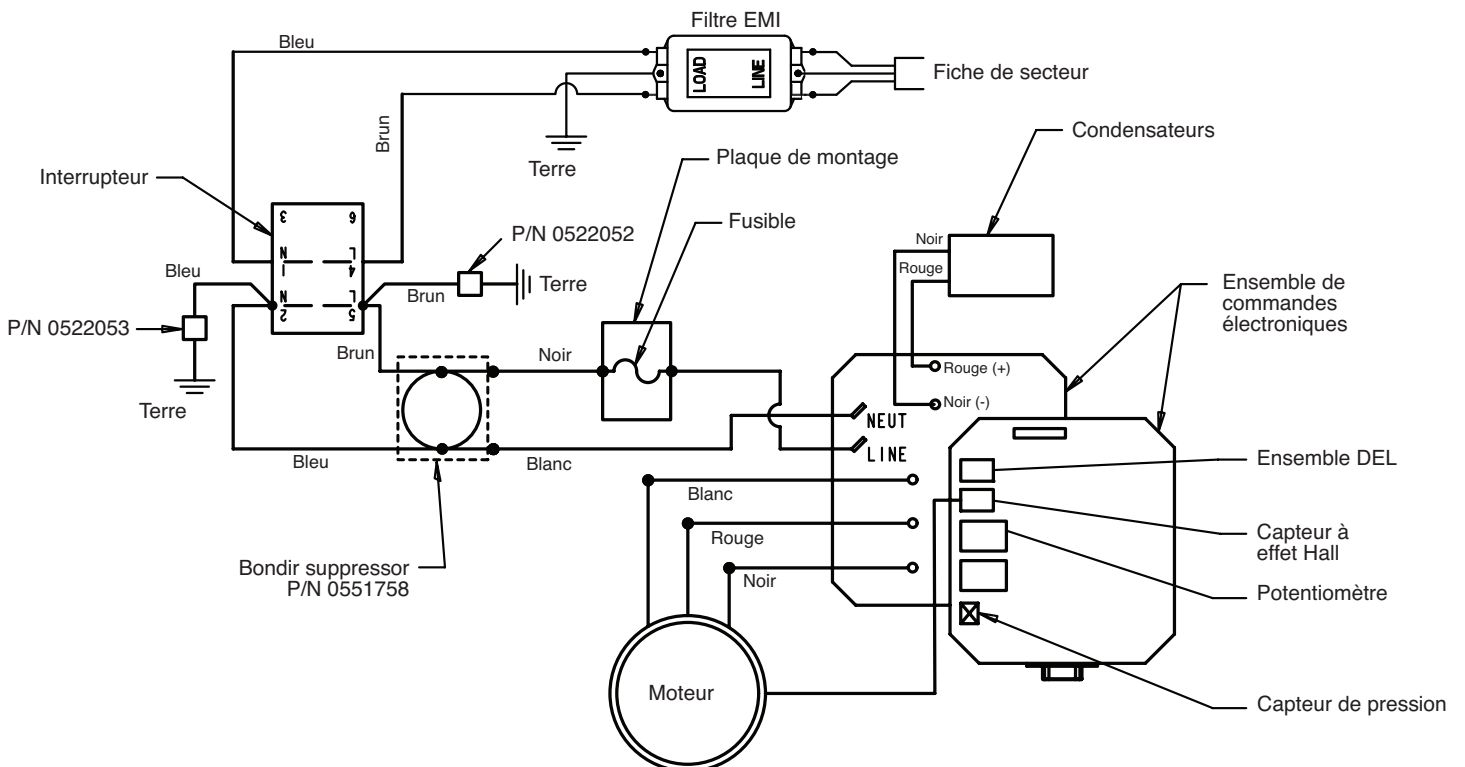 Filtre EMI
Bleu
LOAD
LINE
Fiche de secteur
Brun
Terre
Condensateurs
Plaque de montage
Interrupteur
Fusible
3
6
P/N 0522052
N
1
L
4
Noir
Rouge
Bleu
Brun
Terre
Ensemble de
commandes
électroniques
N
2
L
5
P/N 0522053
Brun
Noir
Rouge (+)
Terre
Noir (-)
NEUT
LINE
Bleu
Blanc
Ensemble DEL
Blanc
Capteur à
effet Hall
Rouge
Bondir suppressor
P/N 0551758
Noir
Potentiomètre
Moteur
Capteur de pression